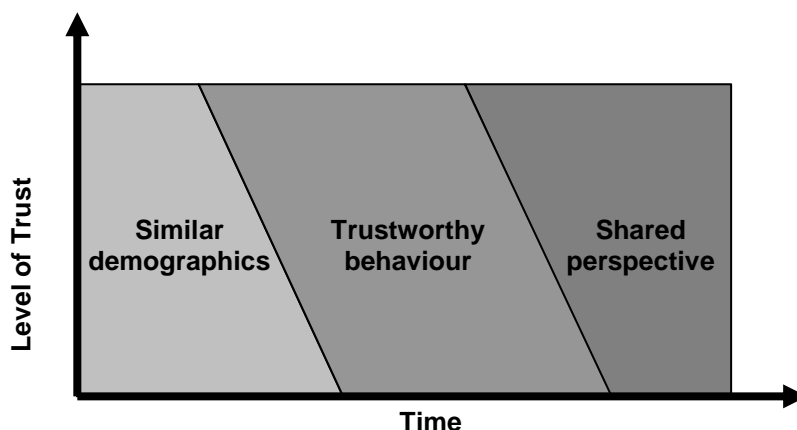 Level of Trust
Similar
demographics
Trustworthy
behaviour
Shared
perspective
Time